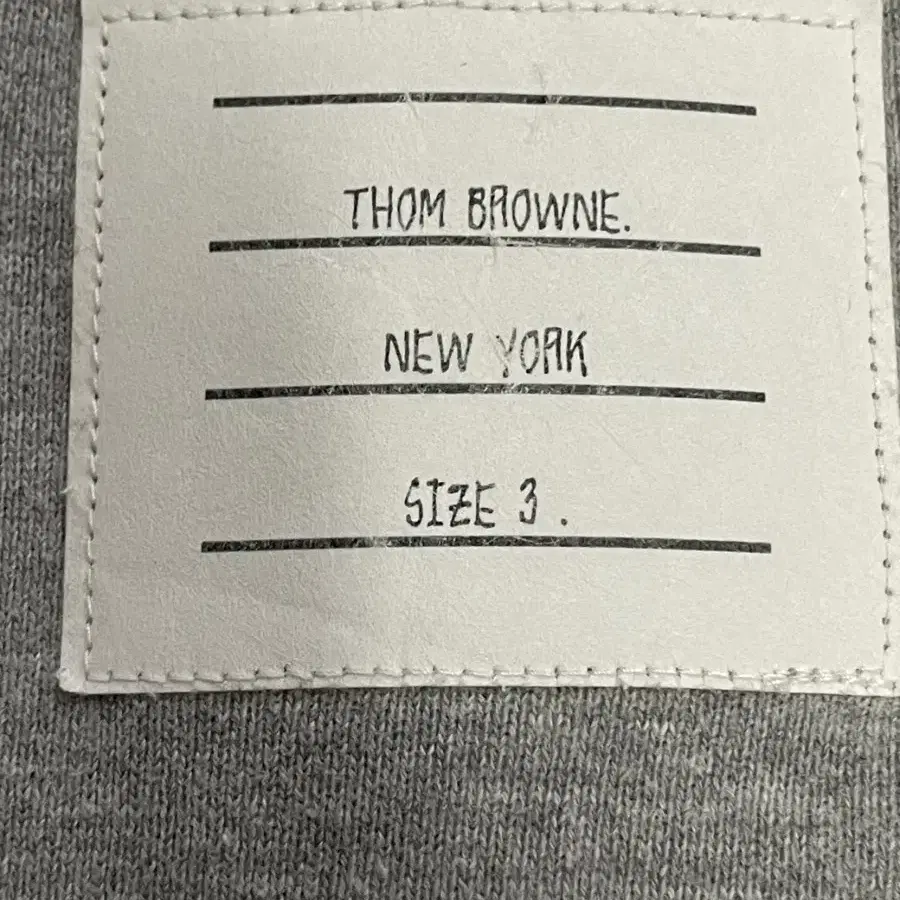 THOM BROWNE.
NEW YORK
SIZE 3 .